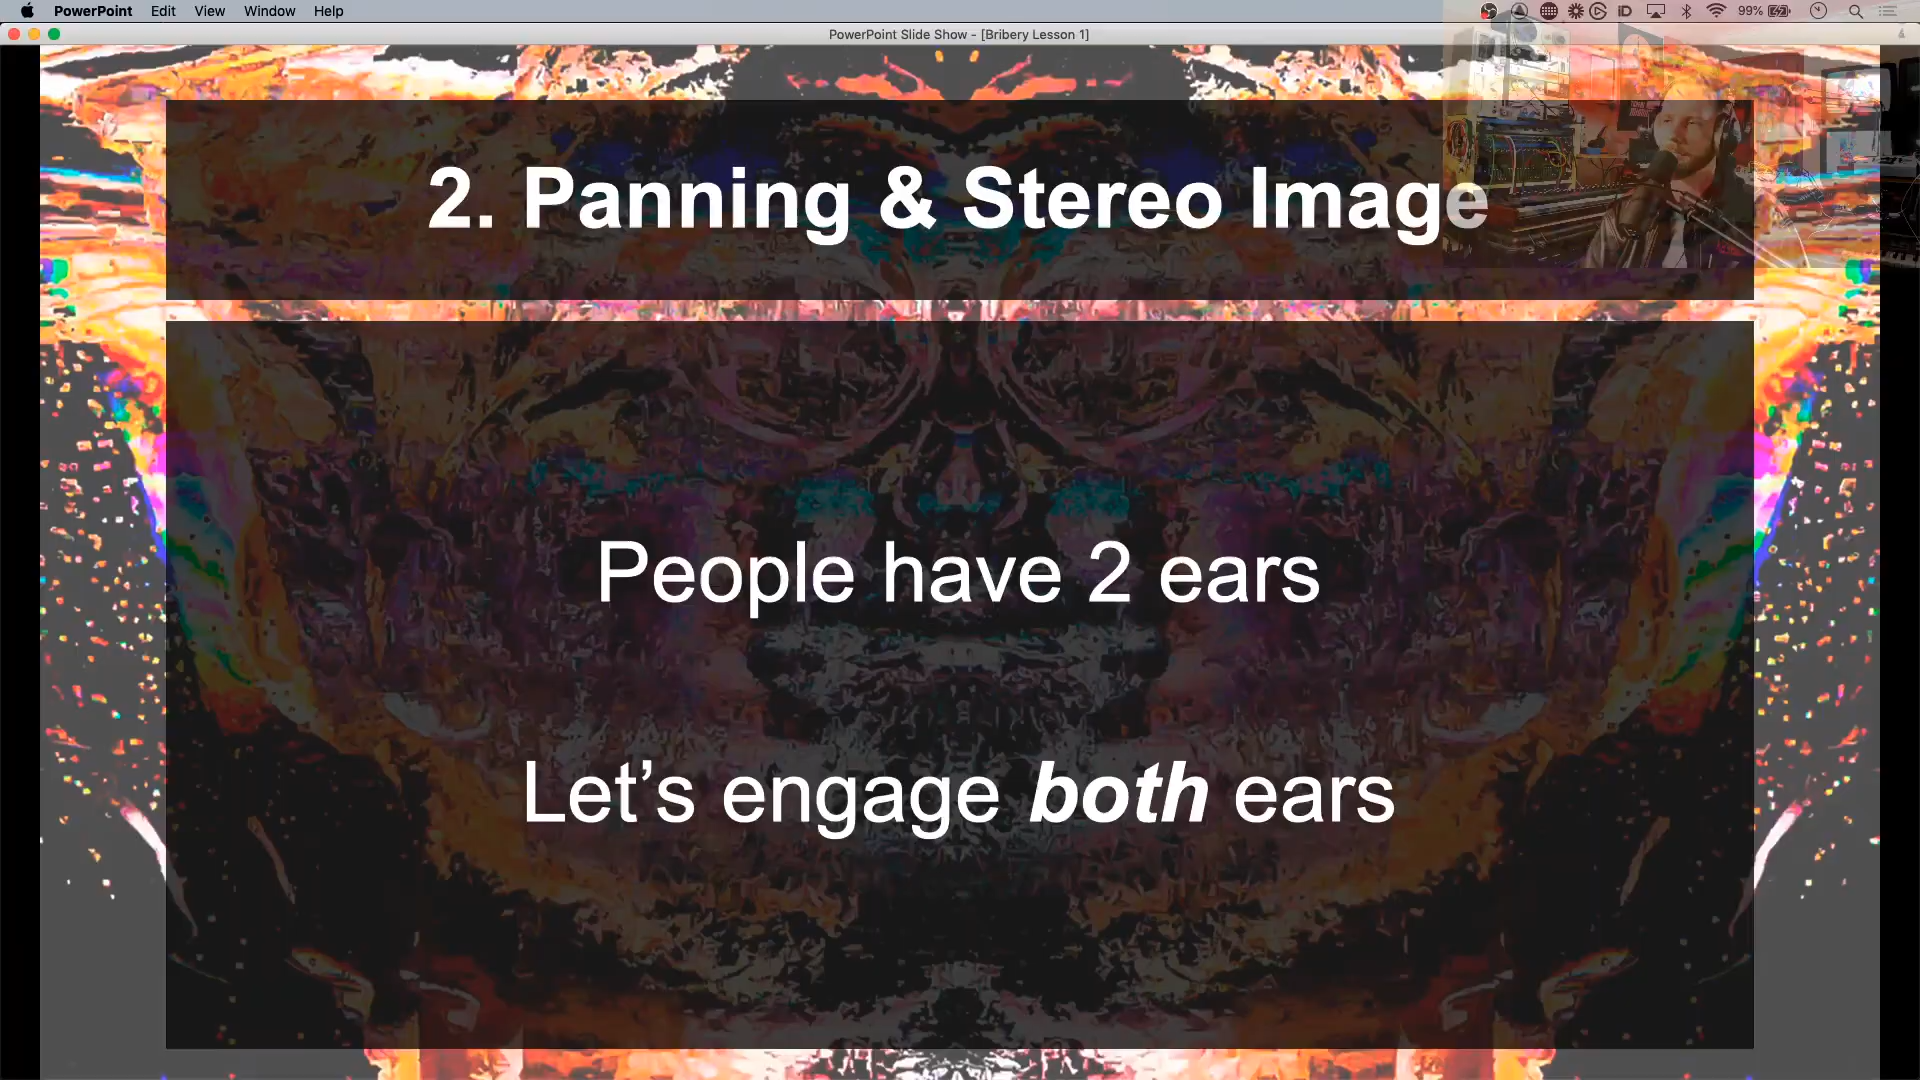 PowerPoint Edit View Window Help 99%
PowerPoint Slide Show - [Bribery Lesson 1]
2. Panning & Stereo Image
People have 2 ears
Let’s engage both ears